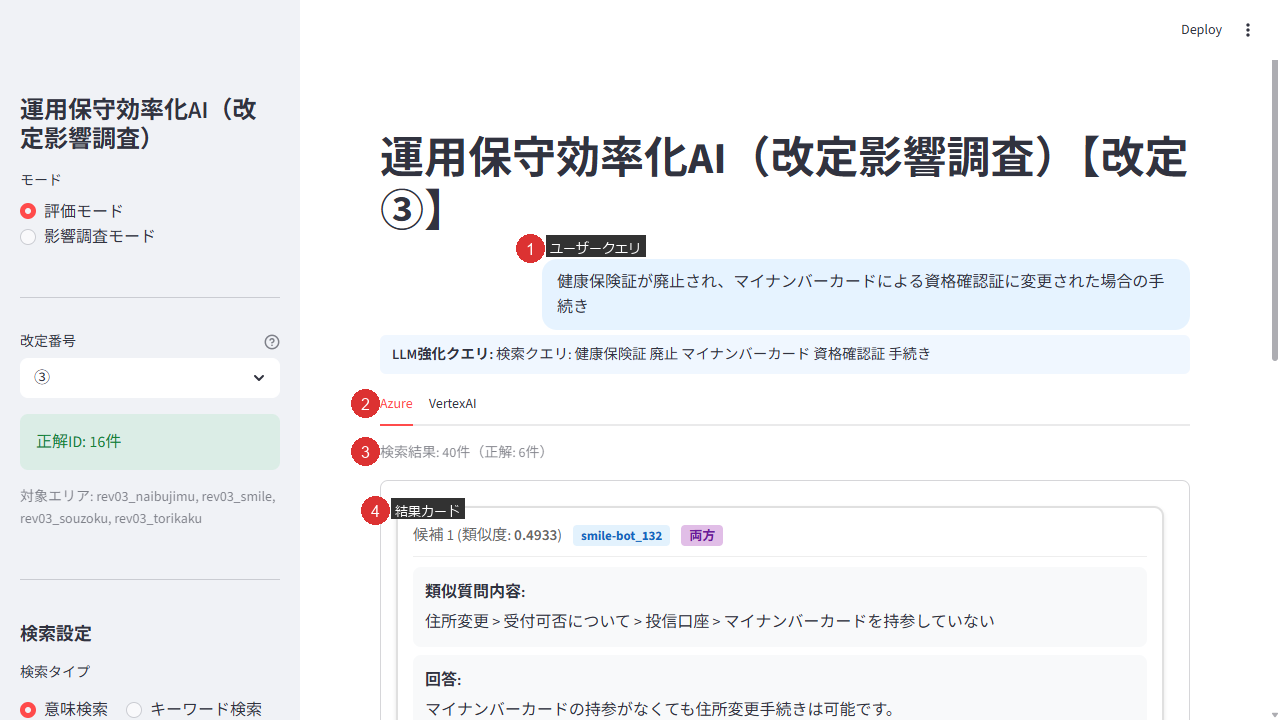 Deploy
運用保守効率化AI（改
定影響調査）
モード
評価モード
影響調査モード
改定番号
③
正解ID: 16件
対象エリア: rev03_naibujimu, rev03_smile,
rev03_souzoku, rev03_torikaku
検索設定
検索タイプ
意味検索 キーワード検索
運用保守効率化AI（改定影響調査）【改定
③】
1 ユーザークエリ
健康保険証が廃止され、マイナンバーカードによる資格確認証に変更された場合の手
続き
LLM強化クエリ: 検索クエリ: 健康保険証 廃止 マイナンバーカード 資格確認証 手続き
2 Azure VertexAI
3 検索結果: 40件（正解: 6件）
4 結果カード
候補 1 (類似度: 0.4933) smile-bot_132 両方
類似質問内容:
住所変更 > 受付可否について > 投信口座 > マイナンバーカードを持参していない
回答:
マイナンバーカードの持参がなくても住所変更手続きは可能です。